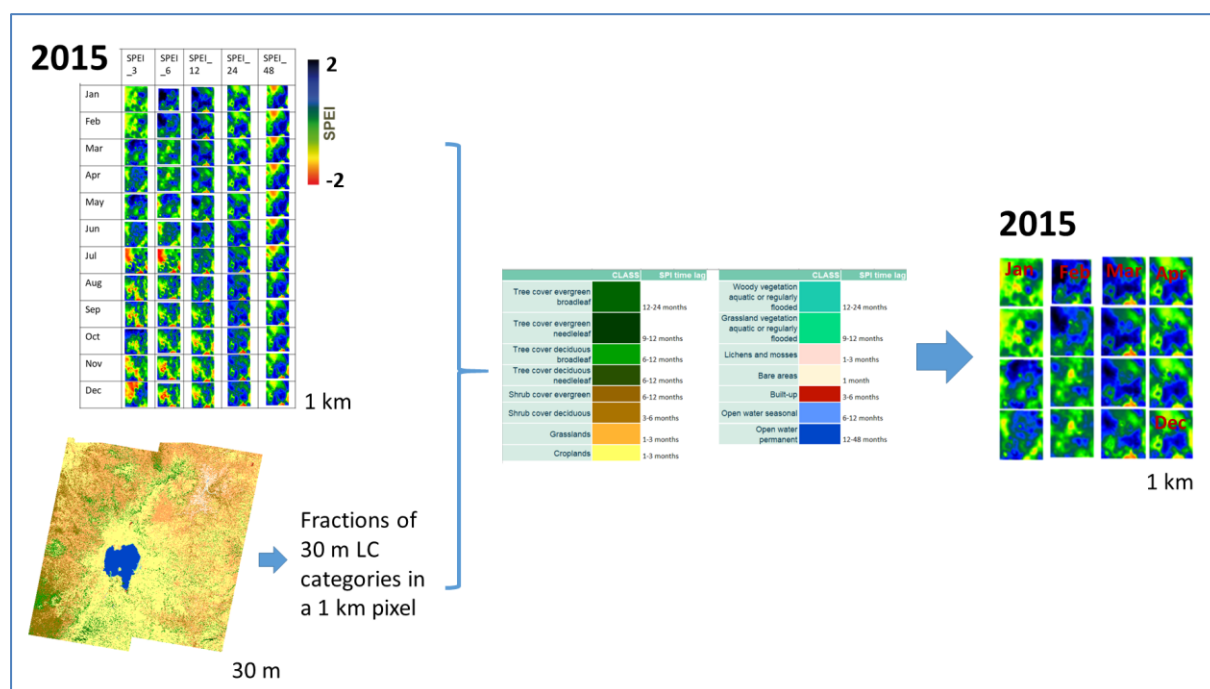 2015
SPEI _3 SPEI _6 SPEI_ 12 SPEI _24 SPEI _48
2
SPEI
-2
Jan
Feb
Mar
Apr
May
Jun
Jul
Aug
Sep
Oct
Nov
Dec
1 km
30 m
Fractions of
30 m LC
categories in
a 1 km pixel
CLASS SPI time lag
Tree cover evergreen
broadleaf
12-24 months
Tree cover evergreen
needleleaf
9-12 months
Tree cover deciduous
broadleaf
6-12 months
Tree cover deciduous
needleleaf
6-12 months
Shrub cover evergreen
6-12 months
Shrub cover deciduous
3-6 months
Grasslands
1-3 months
Croplands
1-3 months
CLASS SPI time lag
Woody vegetation
aquatic or regularly
flooded
12-24 months
Grassland vegetation
aquatic or regularly
flooded
9-12 months
Lichens and mosses
1-3 months
Bare areas
1 month
Built-up
3-6 months
Open water seasonal
6-12 monhts
Open water
permanent
12-48 months
2015
Jan Feb Mar Apr
Dec
1 km